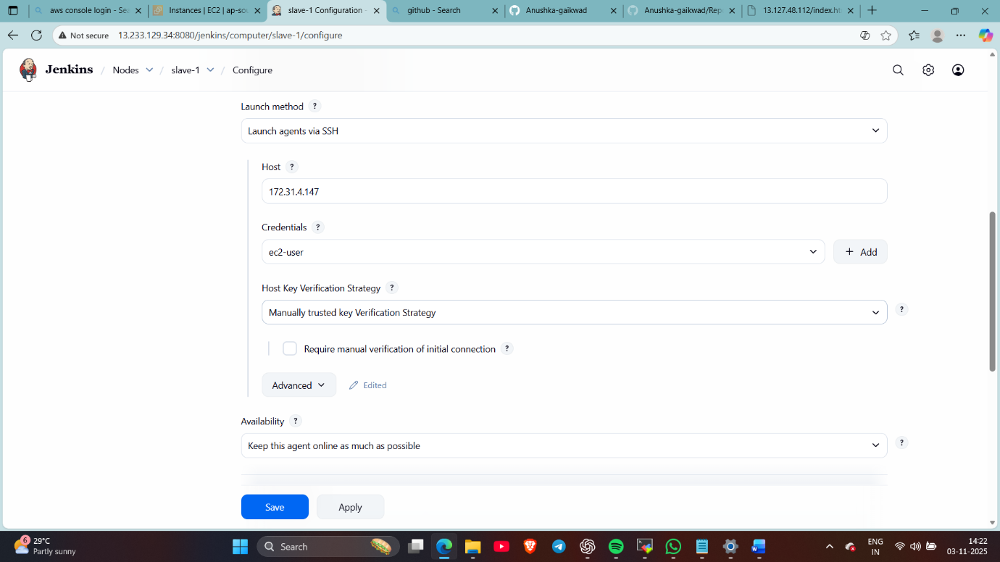 aws console login - Sea
Instances | EC2 | ap-sou
slave-1 Configuration -
github - Search
Anushka-gaikwad
Anushka-gaikwad/Repo
13.127.48.112/index.ht
Not secure
13.233.129.34:8080/jenkins/computer/slave-1/configure
Jenkins / Nodes / slave-1 / Configure
Launch method ?
Launch agents via SSH
Host ?
172.31.4.147
Credentials ?
ec2-user
+ Add
Host Key Verification Strategy ?
Manually trusted key Verification Strategy
?
Require manual verification of initial connection ?
Advanced
Edited
Availability ?
Keep this agent online as much as possible
?
Save
Apply
6
29°C
Partly sunny
Search
ENG
IN
14:22
03-11-2025